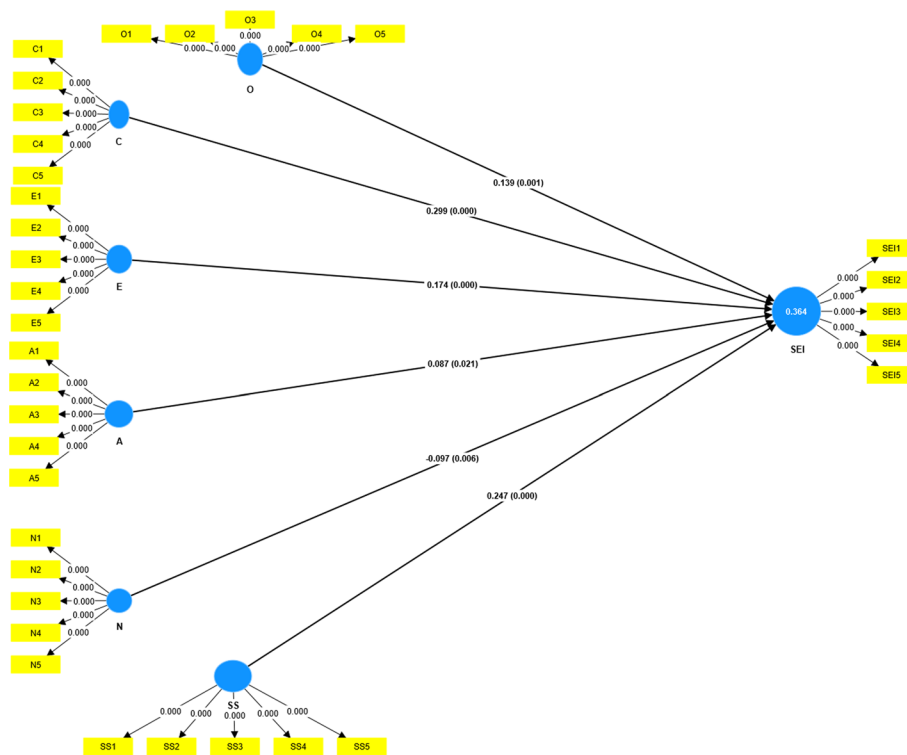 O3
O1 O2 O4 O5
0.000
0.000 0.000 0.000 0.000
O
C1
C2
C3
C4
C5
0.000
0.000
0.000
0.000
0.000
C
0.139 (0.001)
0.299 (0.000)
E1
E2
E3
E4
E5
0.000
0.000
0.000
0.000
0.000
E
0.174 (0.000)
SEI1
SEI2
SEI3
SEI4
SEI5
0.000
0.000
0.000
0.000
0.000
0.364
SEI
A1
A2
A3
A4
A5
0.000
0.000
0.000
0.000
0.000
A
0.087 (0.021)
-0.097 (0.006)
0.247 (0.000)
N1
N2
N3
N4
N5
0.000
0.000
0.000
0.000
0.000
N
SS
0.000 0.000 0.000 0.000 0.000
SS1 SS2 SS3 SS4 SS5